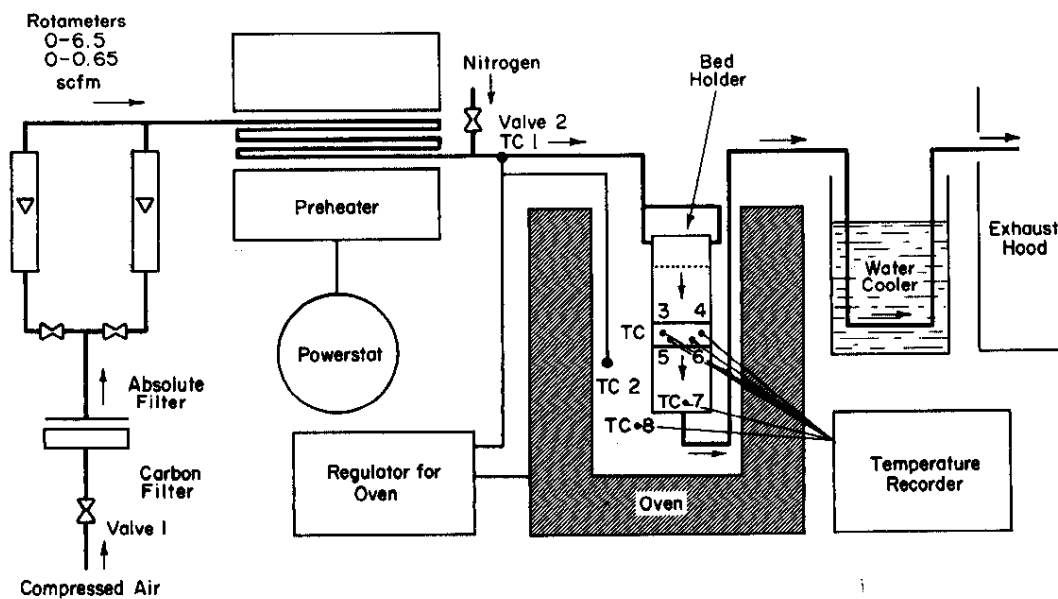 Rotameters
0-6.5
0-0.65
scfm
Nitrogen
Bed
Holder
Valve 2
TC 1
Preheater
Exhaust
Hood
Water
Cooler
3 4
TC
5 6
Powerstat
TC 2
Absolute
Filter
TC 7
TC 8
Regulator for
Oven
Temperature
Recorder
Carbon
Filter
Oven
Valve 1
Compressed Air